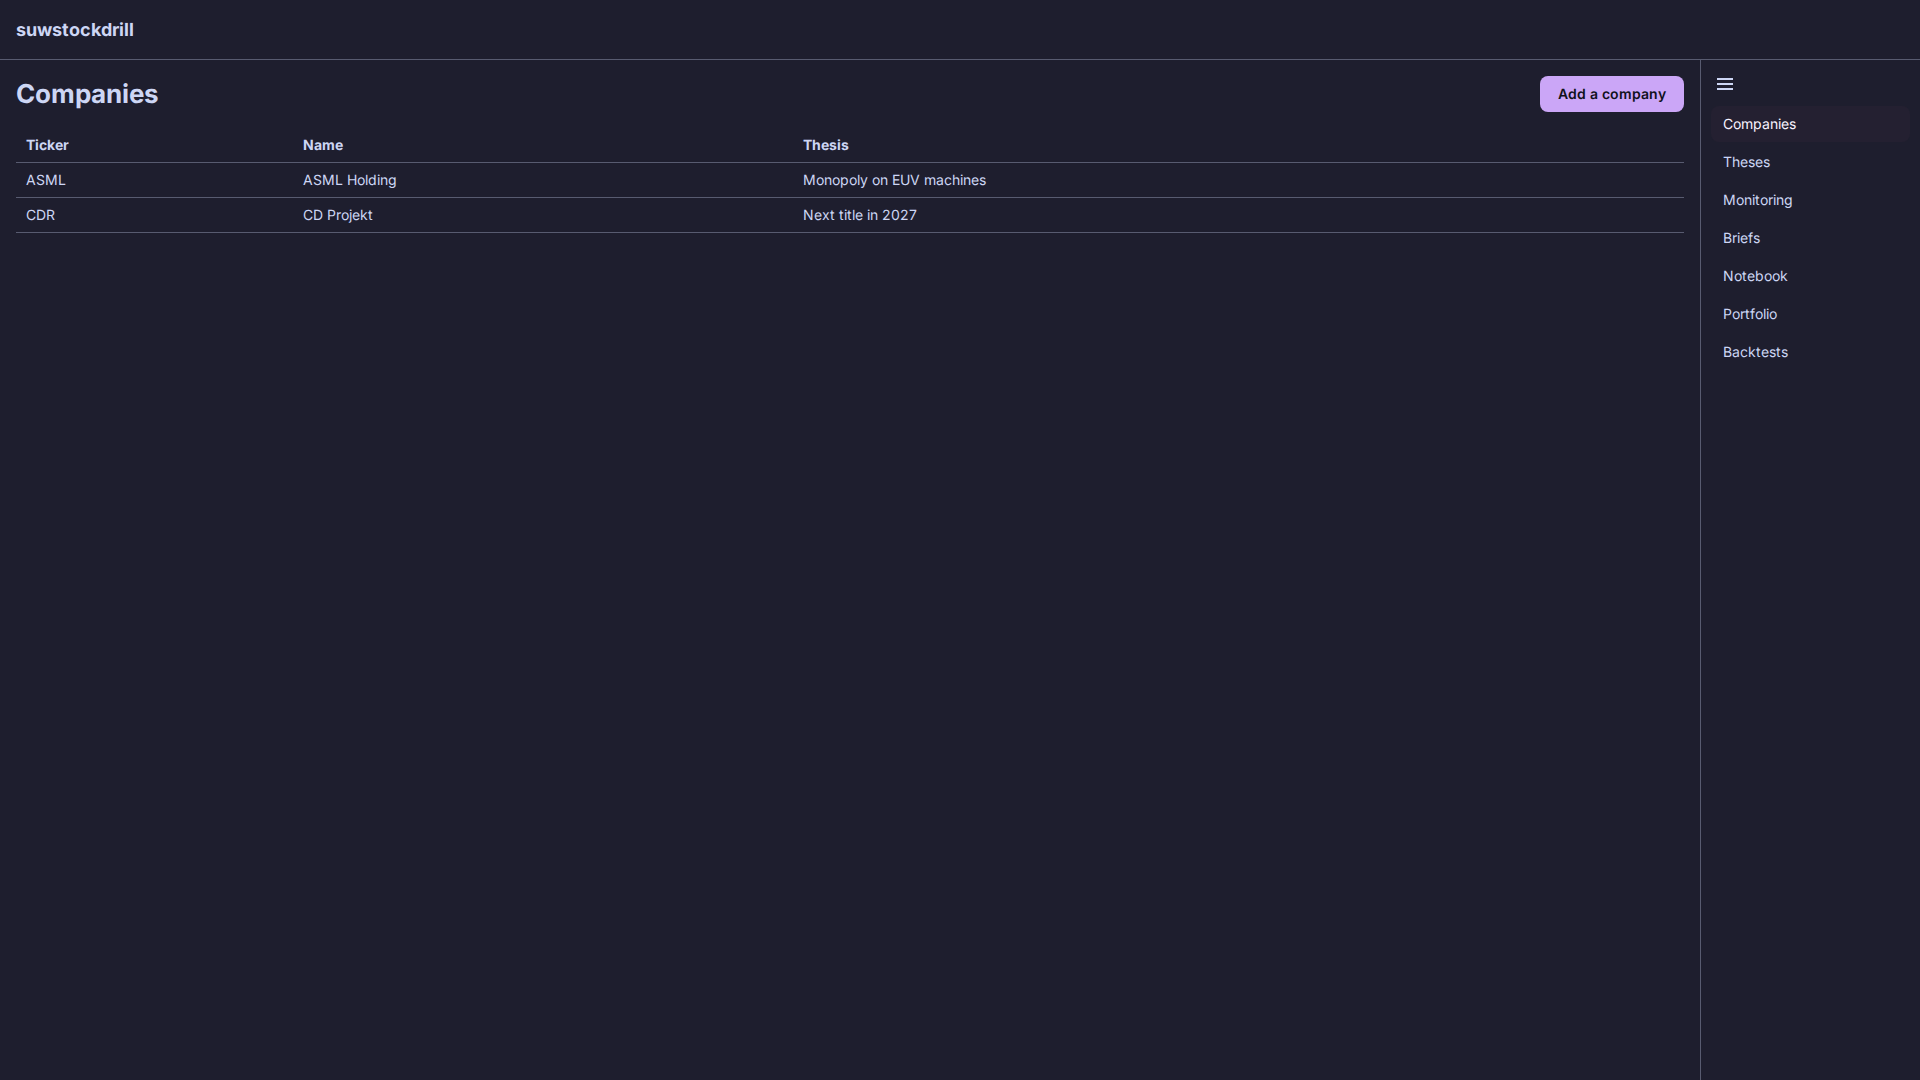 suwstockdrill
Companies
Add a company
Ticker Name Thesis
ASML ASML Holding Monopoly on EUV machines
CDR CD Projekt Next title in 2027
Companies
Theses
Monitoring
Briefs
Notebook
Portfolio
Backtests